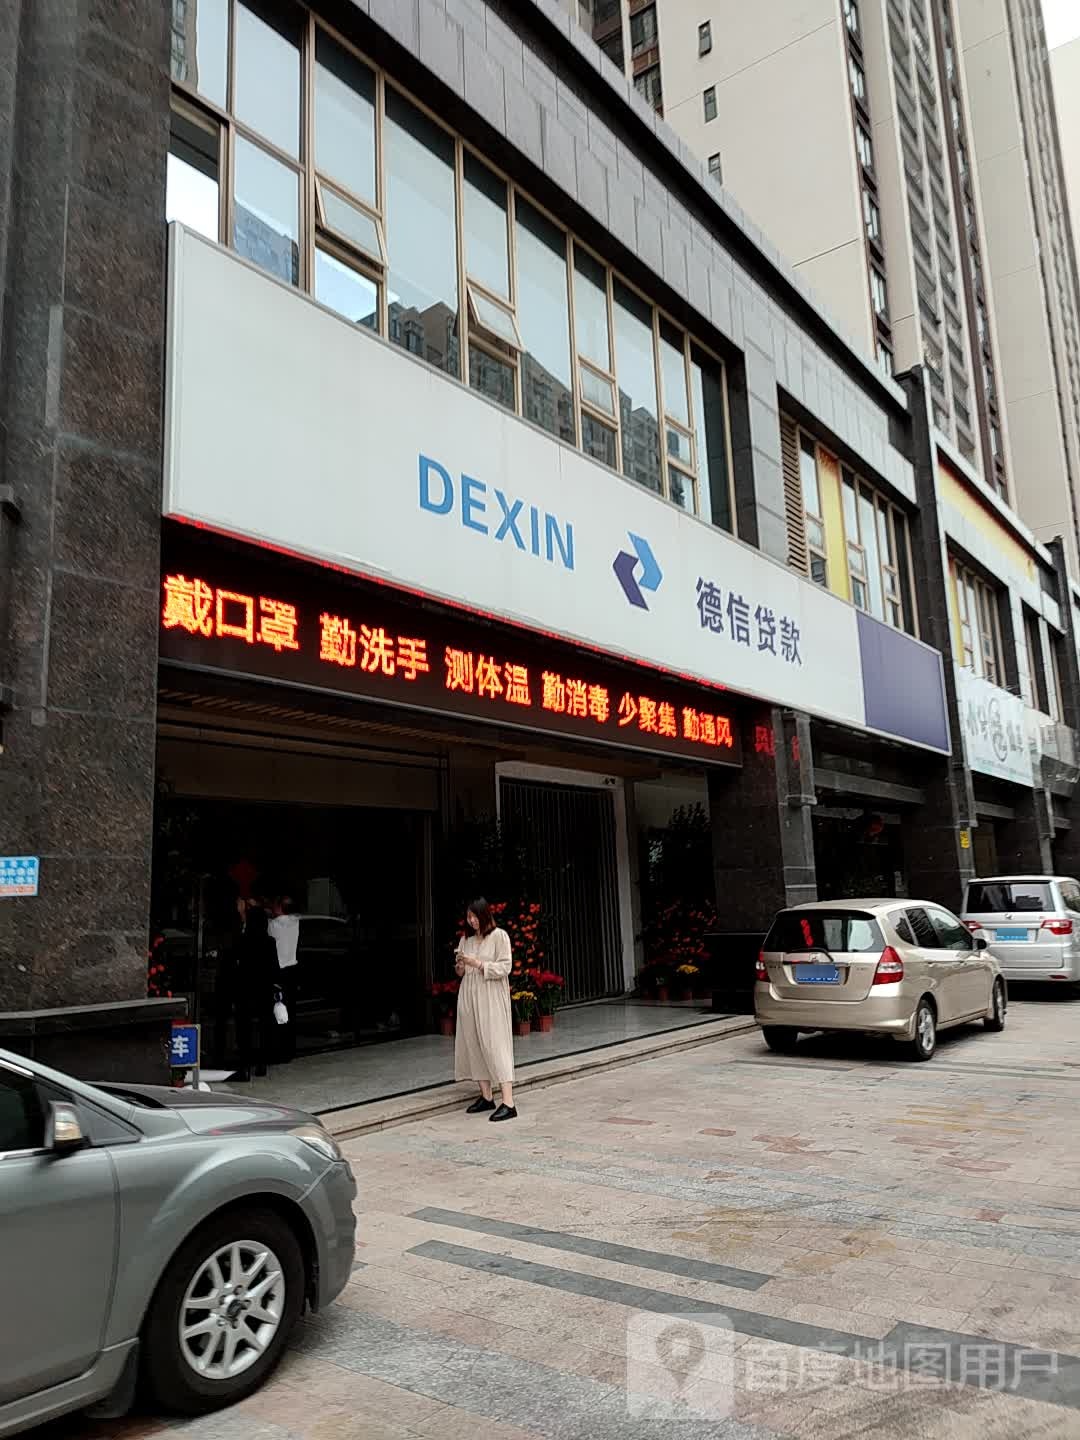 DEXIN 德信贷款
戴口罩 勤洗手 测体温 勤消毒 少聚集 勤通风
车
百度地图用户